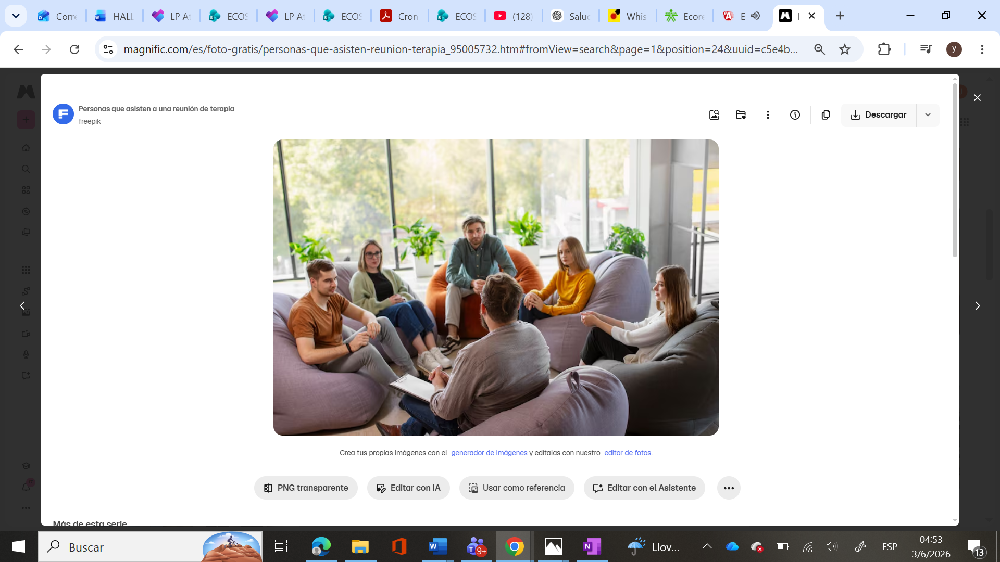 Corre
HALL
LP At
ECOS
LP At
ECOS
Cron
ECOS
(128)
Saluc
Whis
SENA
Ecore
E
magnific.com/es/foto-gratis/personas-que-asisten-reunion-terapia_95005732.htm#fromView=search&page=1&position=24&uuid=c5e4b...
y
Personas que asisten a una reunión de terapia
freepik
Descargar
Crea tus propias imágenes con el generador de imágenes y edítalas con nuestro editor de fotos.
PNG transparente
Editar con IA
Usar como referencia
Editar con el Asistente
Más de esta serie
Buscar
9+
Llov...
ESP
04:53
3/6/2026
13